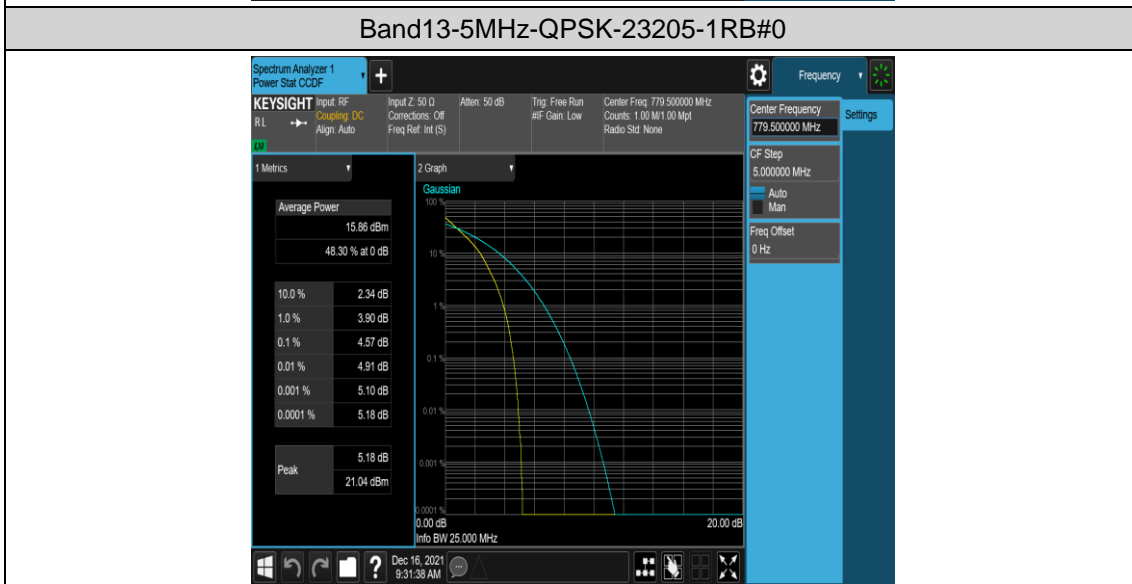 Band13-5MHz-QPSK-23205-1RB#0
Spectrum Analyzer 1
Power Stat CCDF
+
Frequency
KEYSIGHT
RL
Input: RF
Coupling: DC
Align: Auto
Input Z: 50 Ω
Corrections: Off
Freq Ref: Int (S)
Atten: 50 dB
Trig: Free Run
#IF Gain: Low
Center Freq: 779.500000 MHz
Counts: 1.00 M/1.00 Mpt
Radio Std: None
Center Frequency
779.500000 MHz
Settings
CF Step
5.000000 MHz
Auto
Man
Freq Offset
0 Hz
1 Metrics
Average Power
15.86 dBm
48.30 % at 0 dB
10.0 % 2.34 dB
1.0 % 3.90 dB
0.1 % 4.57 dB
0.01 % 4.91 dB
0.001 % 5.10 dB
0.0001 % 5.18 dB
Peak
5.18 dB
21.04 dBm
2 Graph
Gaussian
100 %
10 %
1 %
0.1 %
0.01 %
0.001 %
0.0001 %
0.00 dB 20.00 dB
Info BW 25.000 MHz
?
Dec 16, 2021
9:31:38 AM